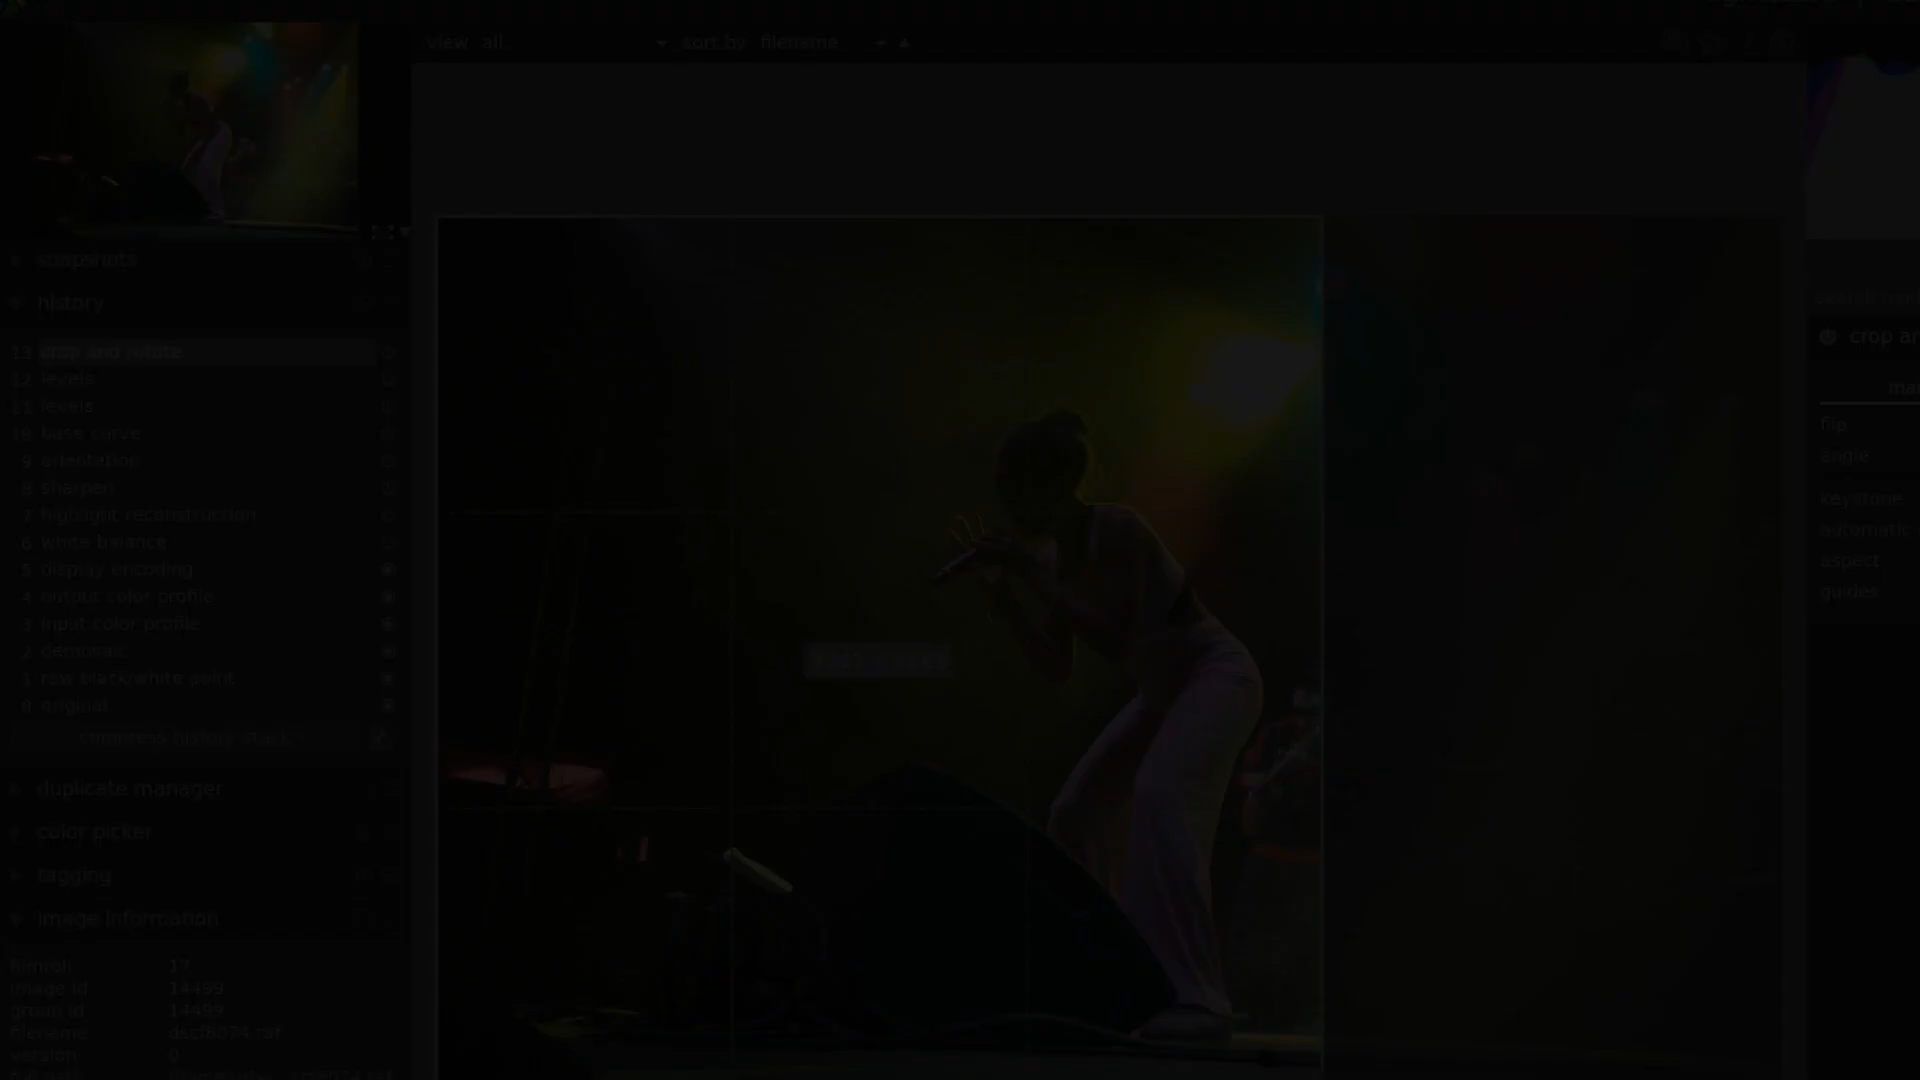 view all
sort by filename
snapshots
history
13 crop and rotate
12 levels
11 levels
10 base curve
9 orientation
8 sharpen
7 highlight reconstruction
6 white balance
5 display encoding
4 output color profile
3 input color profile
2 demosaic
1 raw black/white point
0 original
compress history stack
duplicate manager
color picker
tagging
image information
filmroll 17
image id 14499
group id 14499
filename dscf8074.raf
version 0
crop ar
flip
angle
keystone
automatic
aspect
guides